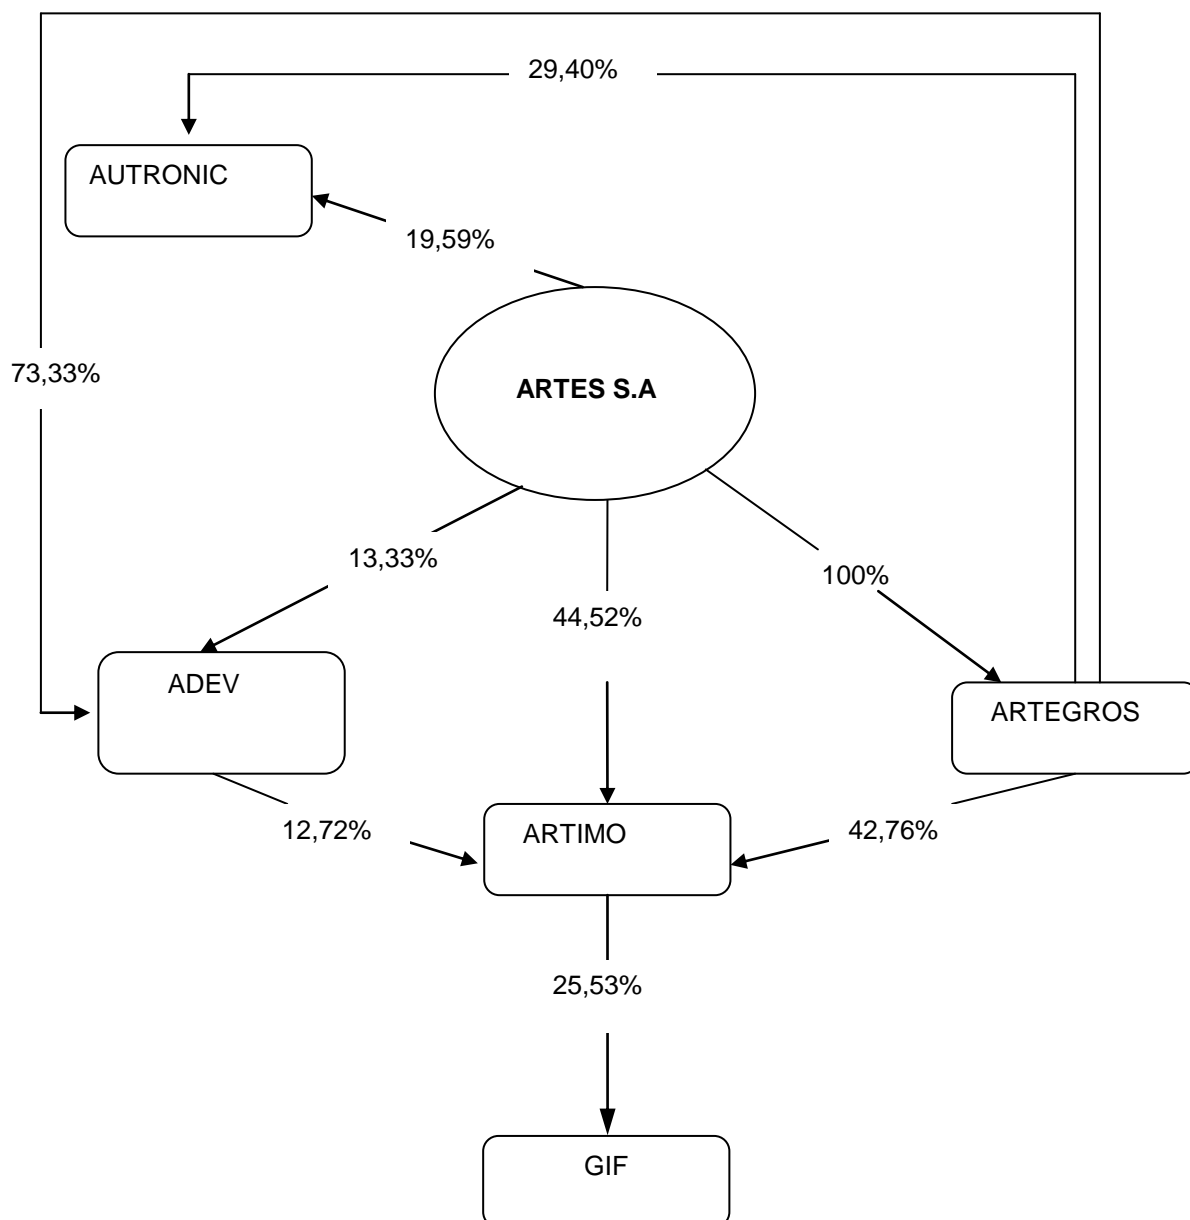 29,40%
AUTRONIC
19,59%
73,33%
ARTES S.A
13,33%
100%
44,52%
ADEV
ARTEGROS
12,72%
ARTIMO
42,76%
25,53%
GIF